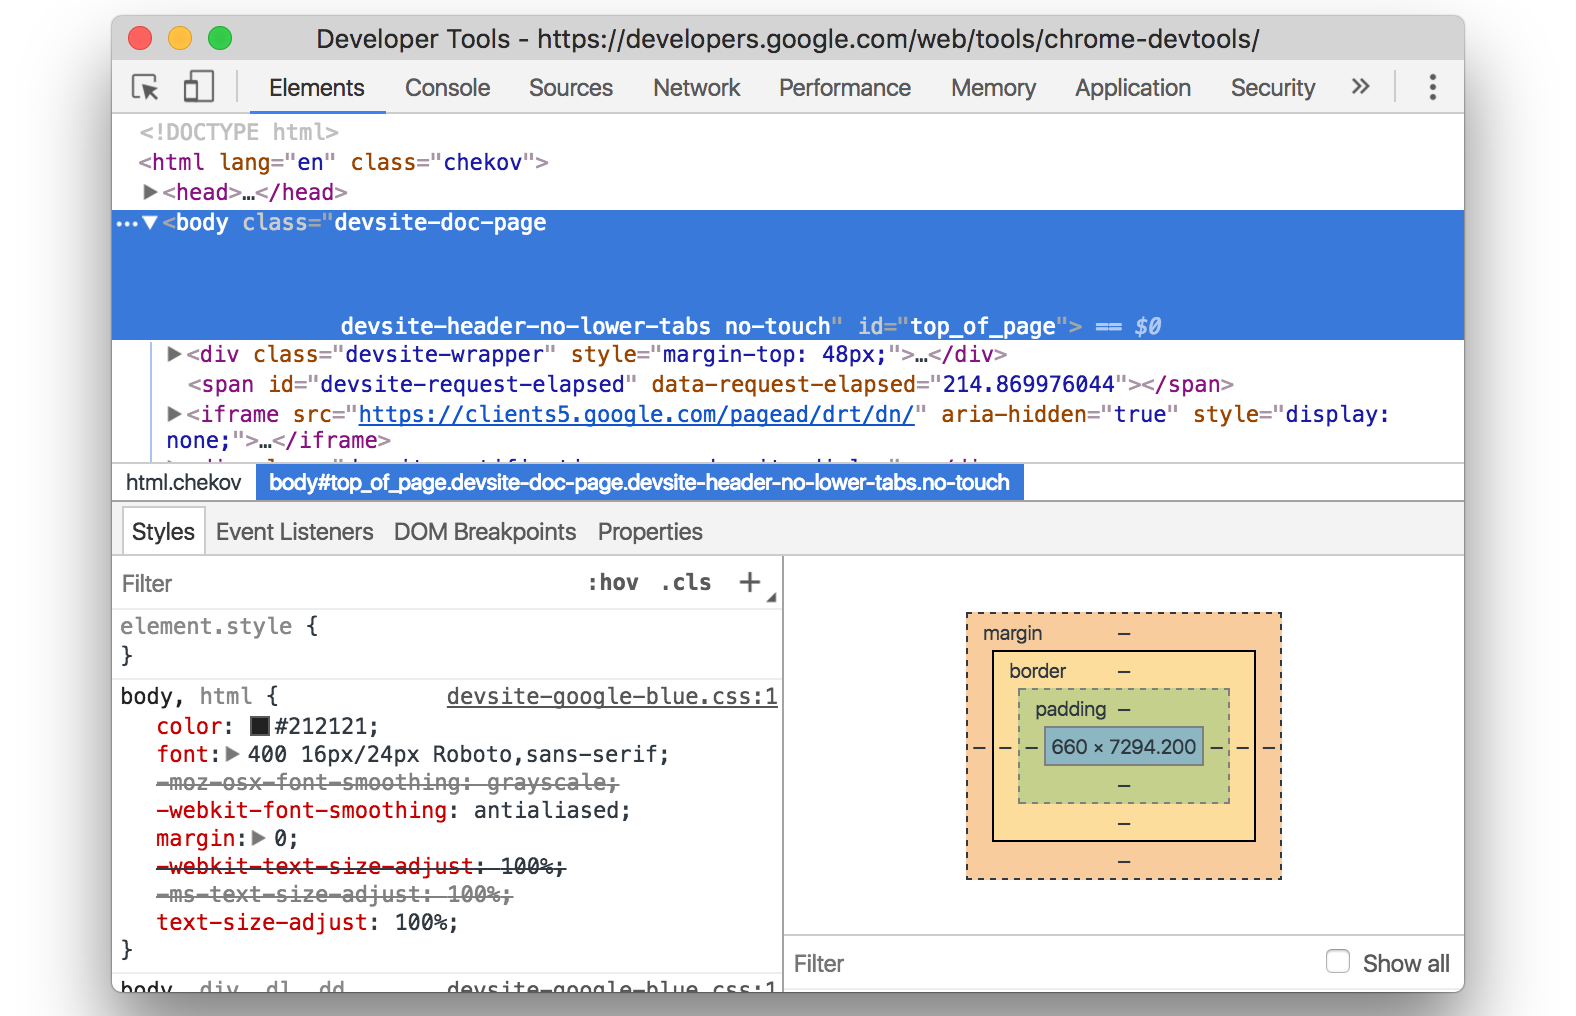 Developer Tools - https://developers.google.com/web/tools/chrome-devtools/
Elements Console Sources Network Performance Memory Application Security »
<!DOCTYPE html>
<html lang="en" class="chekov">
▶<head>…</head>
…▼<body class="devsite-doc-page
devsite-header-no-lower-tabs no-touch" id="top_of_page"> == $0
▶<div class="devsite-wrapper" style="margin-top: 48px;">…</div>
<span id="devsite-request-elapsed" data-request-elapsed="214.869976044"></span>
▶<iframe src="https://clients5.google.com/pagead/drt/dn/" aria-hidden="true" style="display:
none;">…</iframe>
html.chekov body#top_of_page.devsite-doc-page.devsite-header-no-lower-tabs.no-touch
Styles Event Listeners DOM Breakpoints Properties
Filter :hov .cls +
element.style {
}
body, html { devsite-google-blue.css:1
color: #212121;
font:▶ 400 16px/24px Roboto,sans-serif;
-moz-osx-font-smoothing: grayscale;
-webkit-font-smoothing: antialiased;
margin:▶ 0;
-webkit-text-size-adjust: 100%;
-ms-text-size-adjust: 100%;
text-size-adjust: 100%;
}
body, div, dl, dd, devsite-google-blue.css:1
margin –
border –
padding –
– – – 660 × 7294.200 – – –
–
–
–
Filter Show all